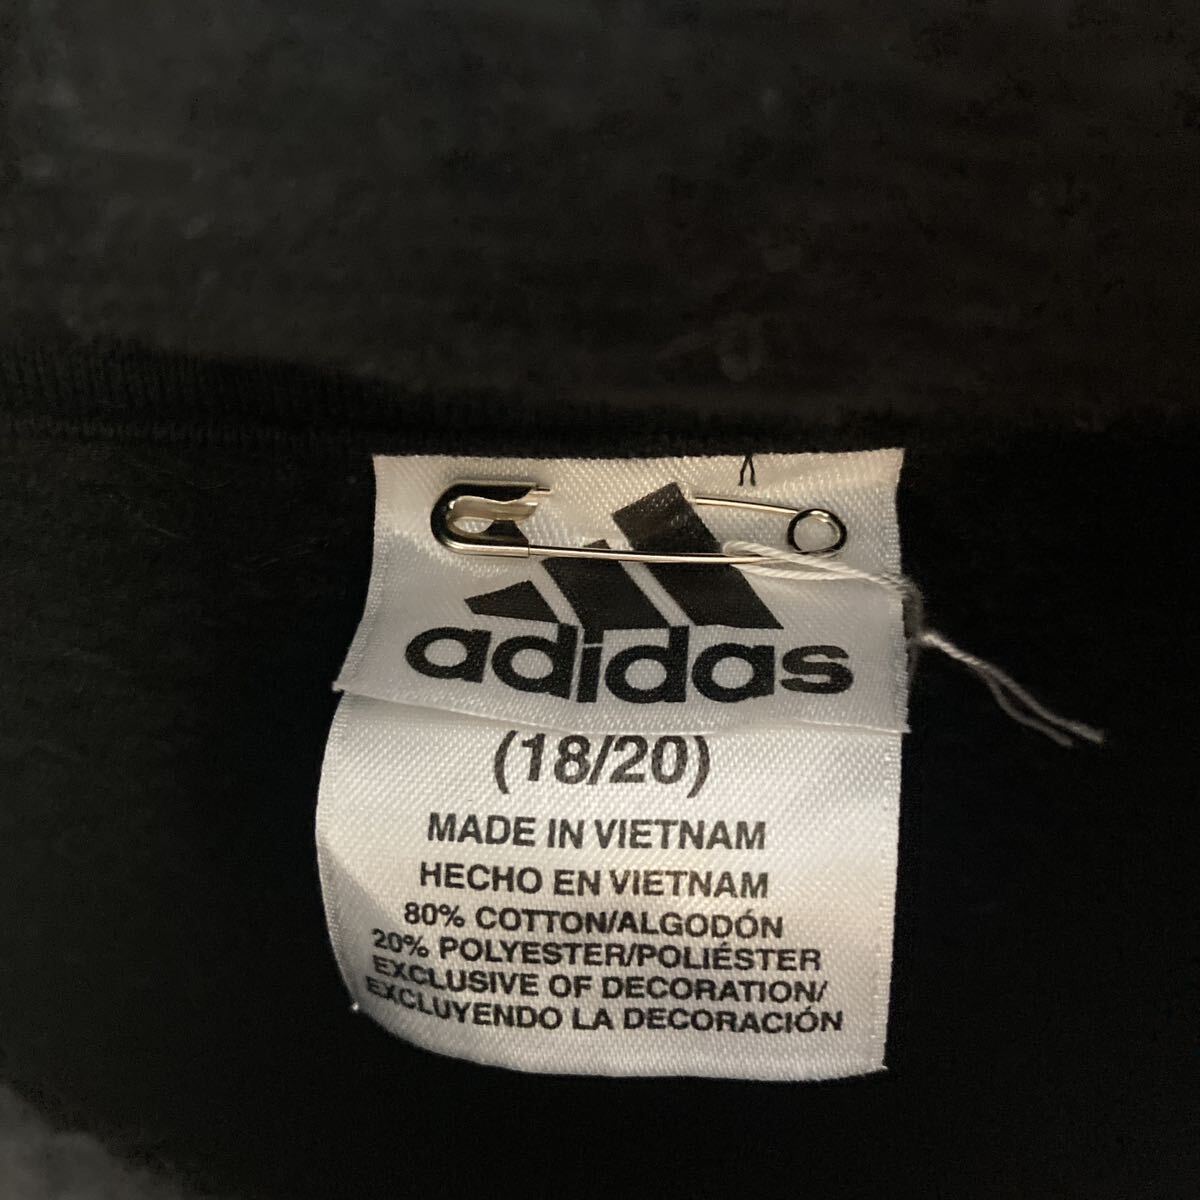 adidas
(18/20)
MADE IN VIETNAM
HECHO EN VIETNAM
80% COTTON/ALGODÓN
20% POLYESTER/POLIÉSTER
EXCLUSIVE OF DECORATION/
EXCLUYENDO LA DECORACIÓN